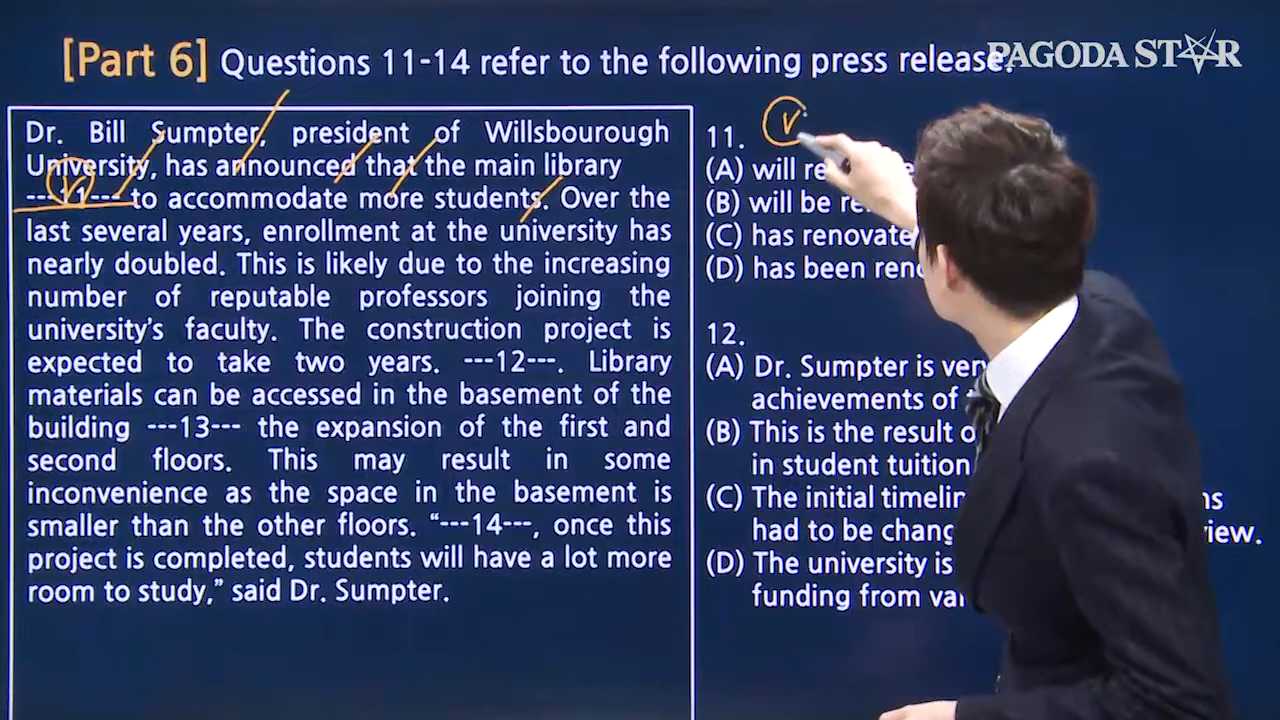 [Part 6] Questions 11-14 refer to the following press release.
PAGODA STAR
Dr. Bill Sumpter, president of Willsbourough
University, has announced that the main library
---11--- to accommodate more students. Over the
last several years, enrollment at the university has
nearly doubled. This is likely due to the increasing
number of reputable professors joining the
university's faculty. The construction project is
expected to take two years. ---12---. Library
materials can be accessed in the basement of the
building ---13--- the expansion of the first and
second floors. This may result in some
inconvenience as the space in the basement is
smaller than the other floors. “---14---, once this
project is completed, students will have a lot more
room to study,” said Dr. Sumpter.
11.
V
(A) will
(B) will be
(C) has
(D) has been
12.
(A) Dr. Sumpter is
achievements of
(B) This is the result
in student tuition
(C) The initial
had to be
(D) The university is
funding from